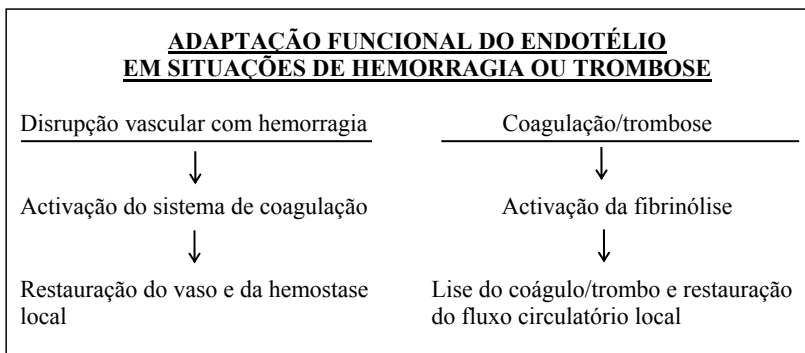 ADAPTAÇÃO FUNCIONAL DO ENDOTÉLIO
EM SITUAÇÕES DE HEMORRAGIA OU TROMBOSE
Disrupção vascular com hemorragia
Activação do sistema de coagulação
Restauração do vaso e da hemostase
local
Coagulação/trombose
Activação da fibrinólise
Lise do coágulo/trombo e restauração
do fluxo circulatório local